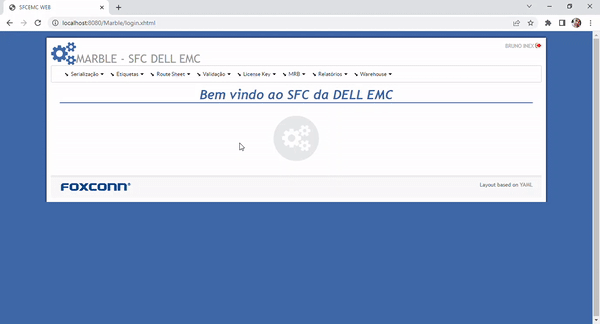 SFCEMC WEB
localhost:8080/Marble/login.xhtml
BRUNO INEX
MARBLE - SFC DELL EMC
Serialização Etiquetas Route Sheet Validação License Key MRB Relatórios Warehouse
Bem vindo ao SFC da DELL EMC
FOXCONN®
Layout based on YAML